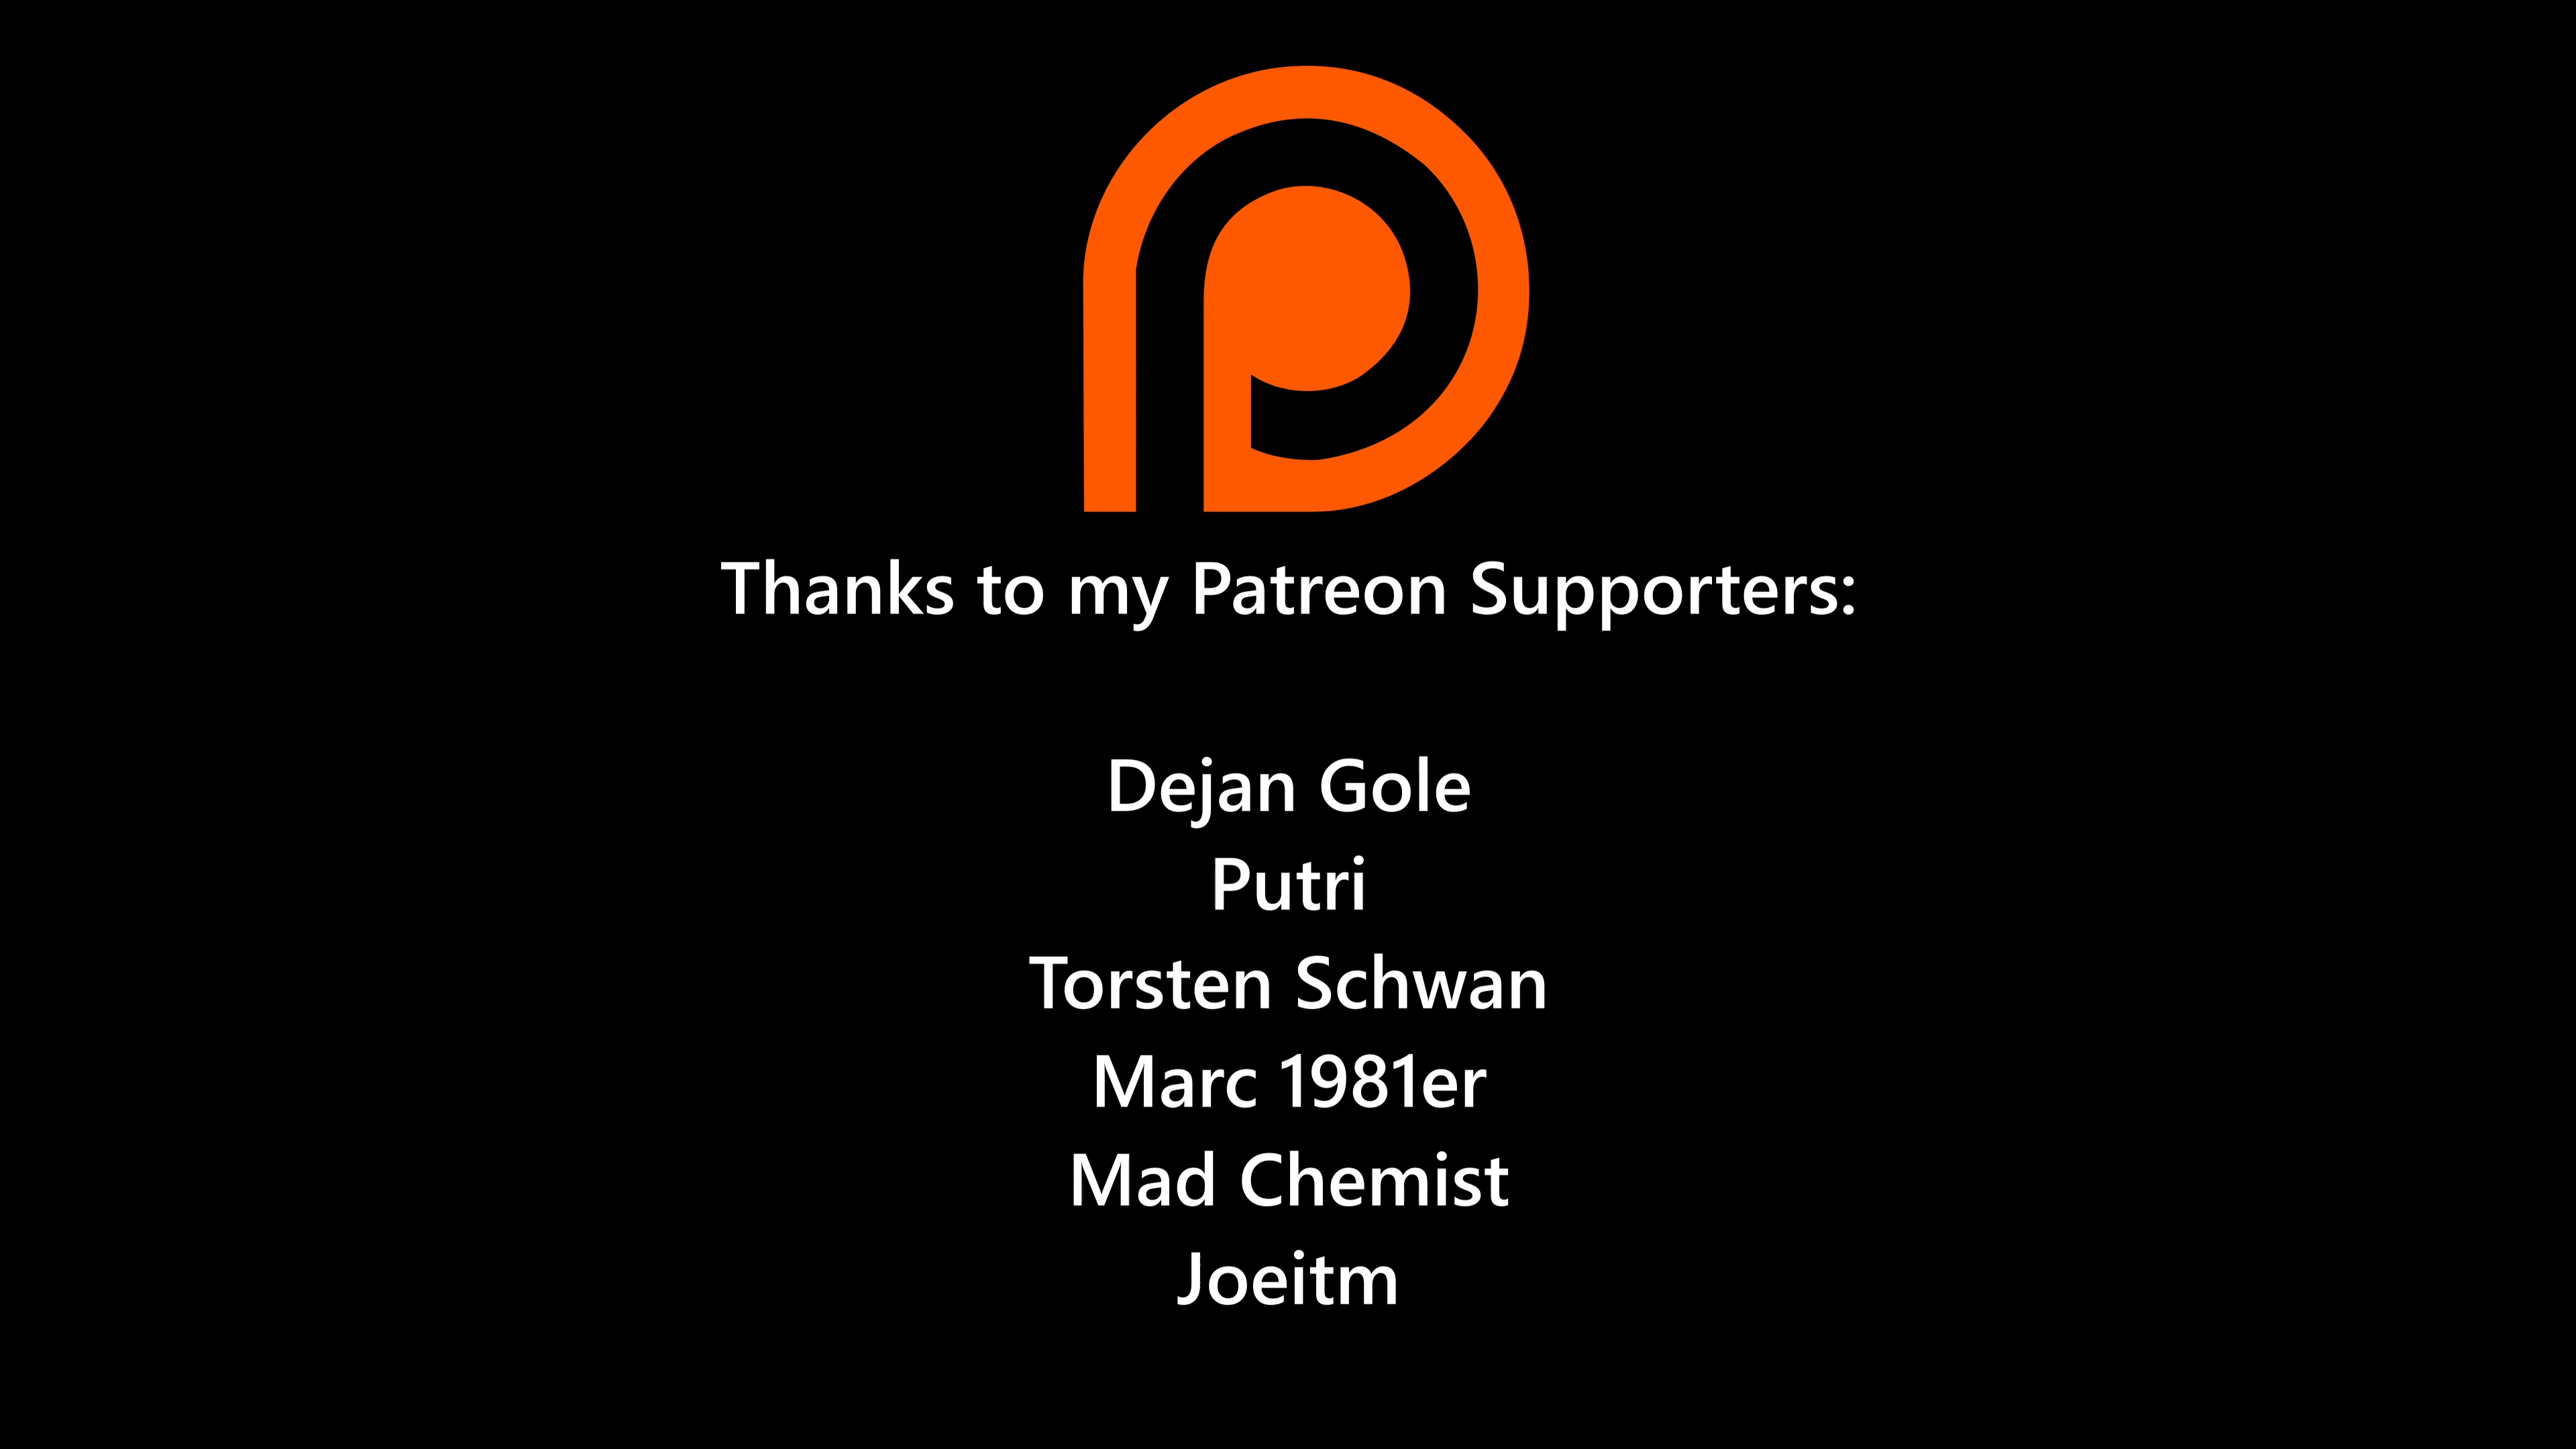 Thanks to my Patreon Supporters:
Dejan Gole
Putri
Torsten Schwan
Marc 1981er
Mad Chemist
Joeitm